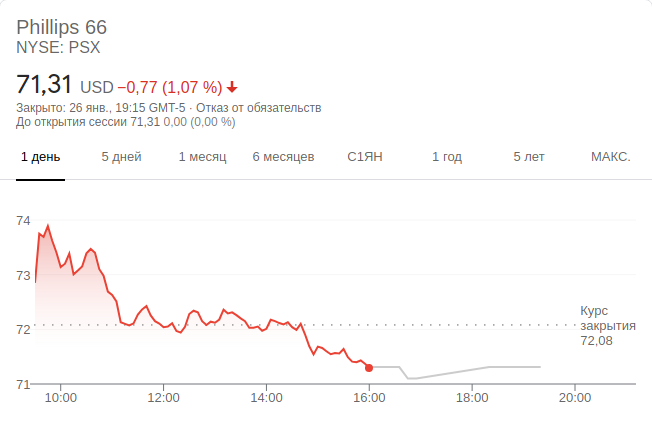 Phillips 66
NYSE: PSX
71,31 USD −0,77 (1,07 %)
Закрыто: 26 янв., 19:15 GMT-5 · Отказ от обязательств
До открытия сессии 71,31 0,00 (0,00 %)
1 день 5 дней 1 месяц 6 месяцев С1ЯН 1 год 5 лет МАКС.
74
73
Курс
закрытия
72,08
72
71
10:00 12:00 14:00 16:00 18:00 20:00